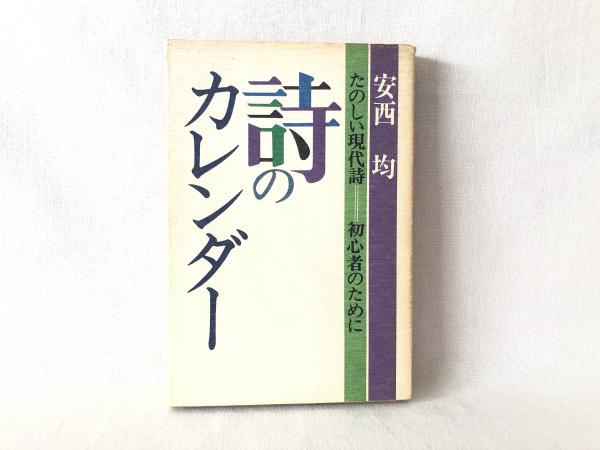 安西 均
たのしい現代詩——初心者のために
詩の
カレンダー